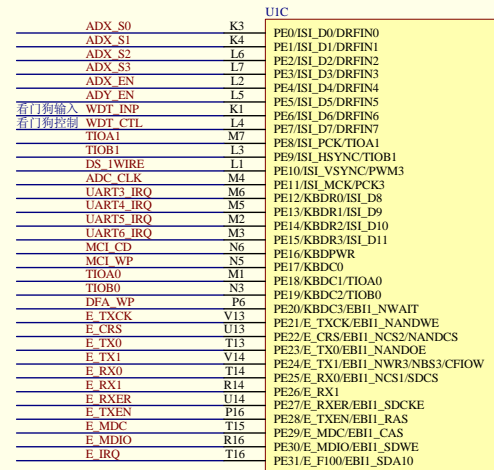 U1C
ADX_S0 K3 PE0/ISI_D0/DRFIN0
ADX_S1 K4 PE1/ISI_D1/DRFIN1
ADX_S2 L6 PE2/ISI_D2/DRFIN2
ADX_S3 L7 PE3/ISI_D3/DRFIN3
ADX_EN L2 PE4/ISI_D4/DRFIN4
ADY_EN L5 PE5/ISI_D5/DRFIN5
看门狗输入 WDT_INP K1 PE6/ISI_D6/DRFIN6
看门狗控制 WDT_CTL L4 PE7/ISI_D7/DRFIN7
TIOA1 M7 PE8/ISI_PCK/TIOA1
TIOB1 L3 PE9/ISI_HSYNC/TIOB1
DS_1WIRE L1 PE10/ISI_VSYNC/PWM3
ADC_CLK M4 PE11/ISI_MCK/PCK3
UART3_IRQ M6 PE12/KBDR0/ISI_D8
UART4_IRQ M5 PE13/KBDR1/ISI_D9
UART5_IRQ M2 PE14/KBDR2/ISI_D10
UART6_IRQ M3 PE15/KBDR3/ISI_D11
MCI_CD N6 PE16/KBDPWR
MCI_WP N5 PE17/KBDC0
TIOA0 M1 PE18/KBDC1/TIOA0
TIOB0 N3 PE19/KBDC2/TIOB0
DFA_WP P6 PE20/KBDC3/EBI1_NWAIT
E_TXCK V13 PE21/E_TXCK/EBI1_NANDWE
E_CRS U13 PE22/E_CRS/EBI1_NCS2/NANDCS
E_TX0 T13 PE23/E_TX0/EBI1_NANDOE
E_TX1 V14 PE24/E_TX1/EBI1_NWR3/NBS3/CFIOW
E_RX0 T14 PE25/E_RX0/EBI1_NCS1/SDCS
E_RX1 R14 PE26/E_RX1
E_RXER U14 PE27/E_RXER/EBI1_SDCKE
E_TXEN P16 PE28/E_TXEN/EBI1_RAS
E_MDC T15 PE29/E_MDC/EBI1_CAS
E_MDIO R16 PE30/E_MDIO/EBI1_SDWE
E_IRQ T16 PE31/E_F100/EBI1_SDA10